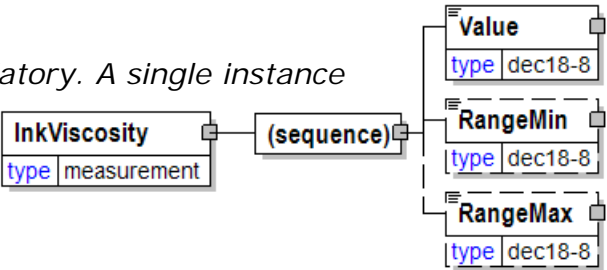 Value
type dec18-8
atory. A single instance
InkViscosity
type measurement
(sequence)
RangeMin
type dec18-8
RangeMax
type dec18-8